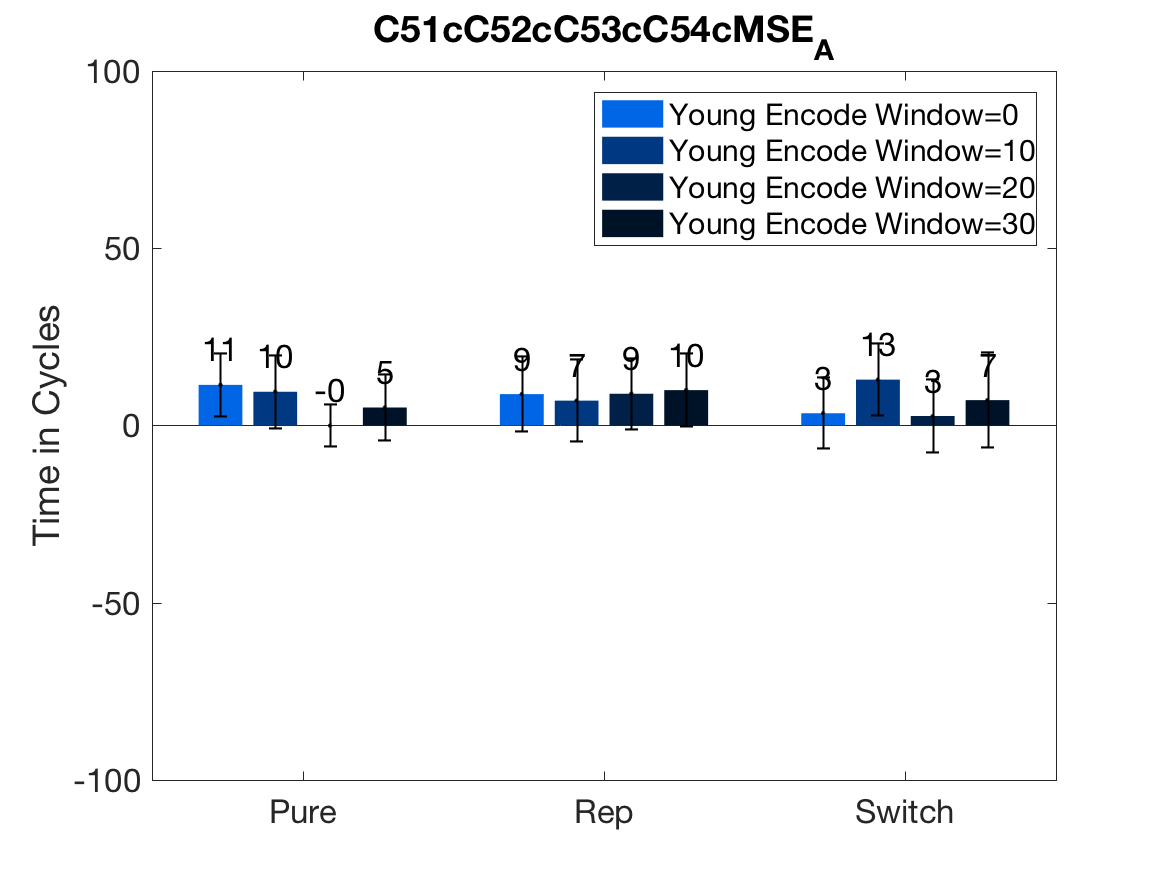 C51cC52cC53cC54cMSE_A
100
50
0
-50
-100
Time in Cycles
Young Encode Window=0
Young Encode Window=10
Young Encode Window=20
Young Encode Window=30
11 10 -0 5 9 7 9 10 3 13 3 7
Pure Rep Switch